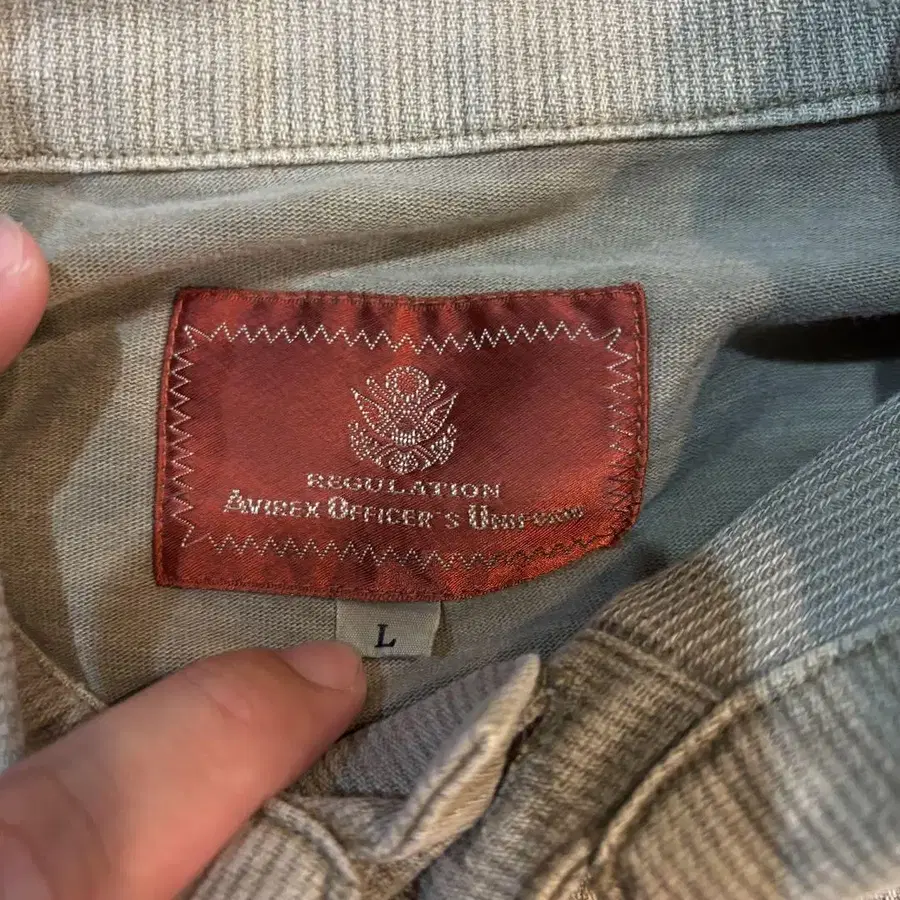 REGULATION
AVIREX OFFICER'S UNIFORM
L